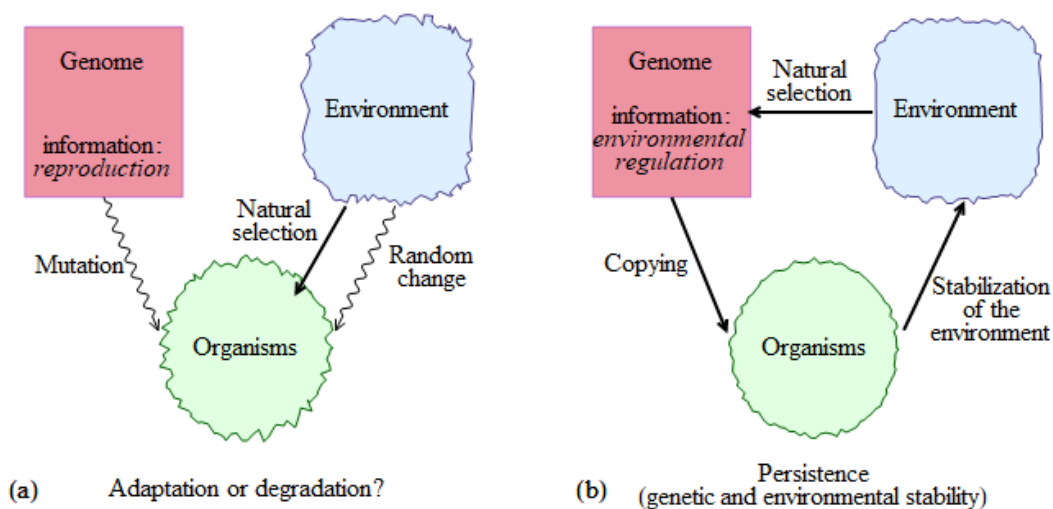 Genome
information:
reproduction
Environment
Natural
selection
Mutation
Random
change
Organisms
(a) Adaptation or degradation?
Genome
information:
environmental
regulation
Natural
selection
Environment
Copying
Stabilization
of the
environment
Organisms
(b) Persistence
(genetic and environmental stability)